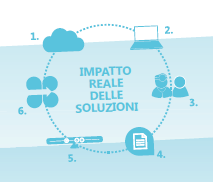 1.
2.
IMPATTO
REALE
DELLE
SOLUZIONI
3.
6.
4.
5.